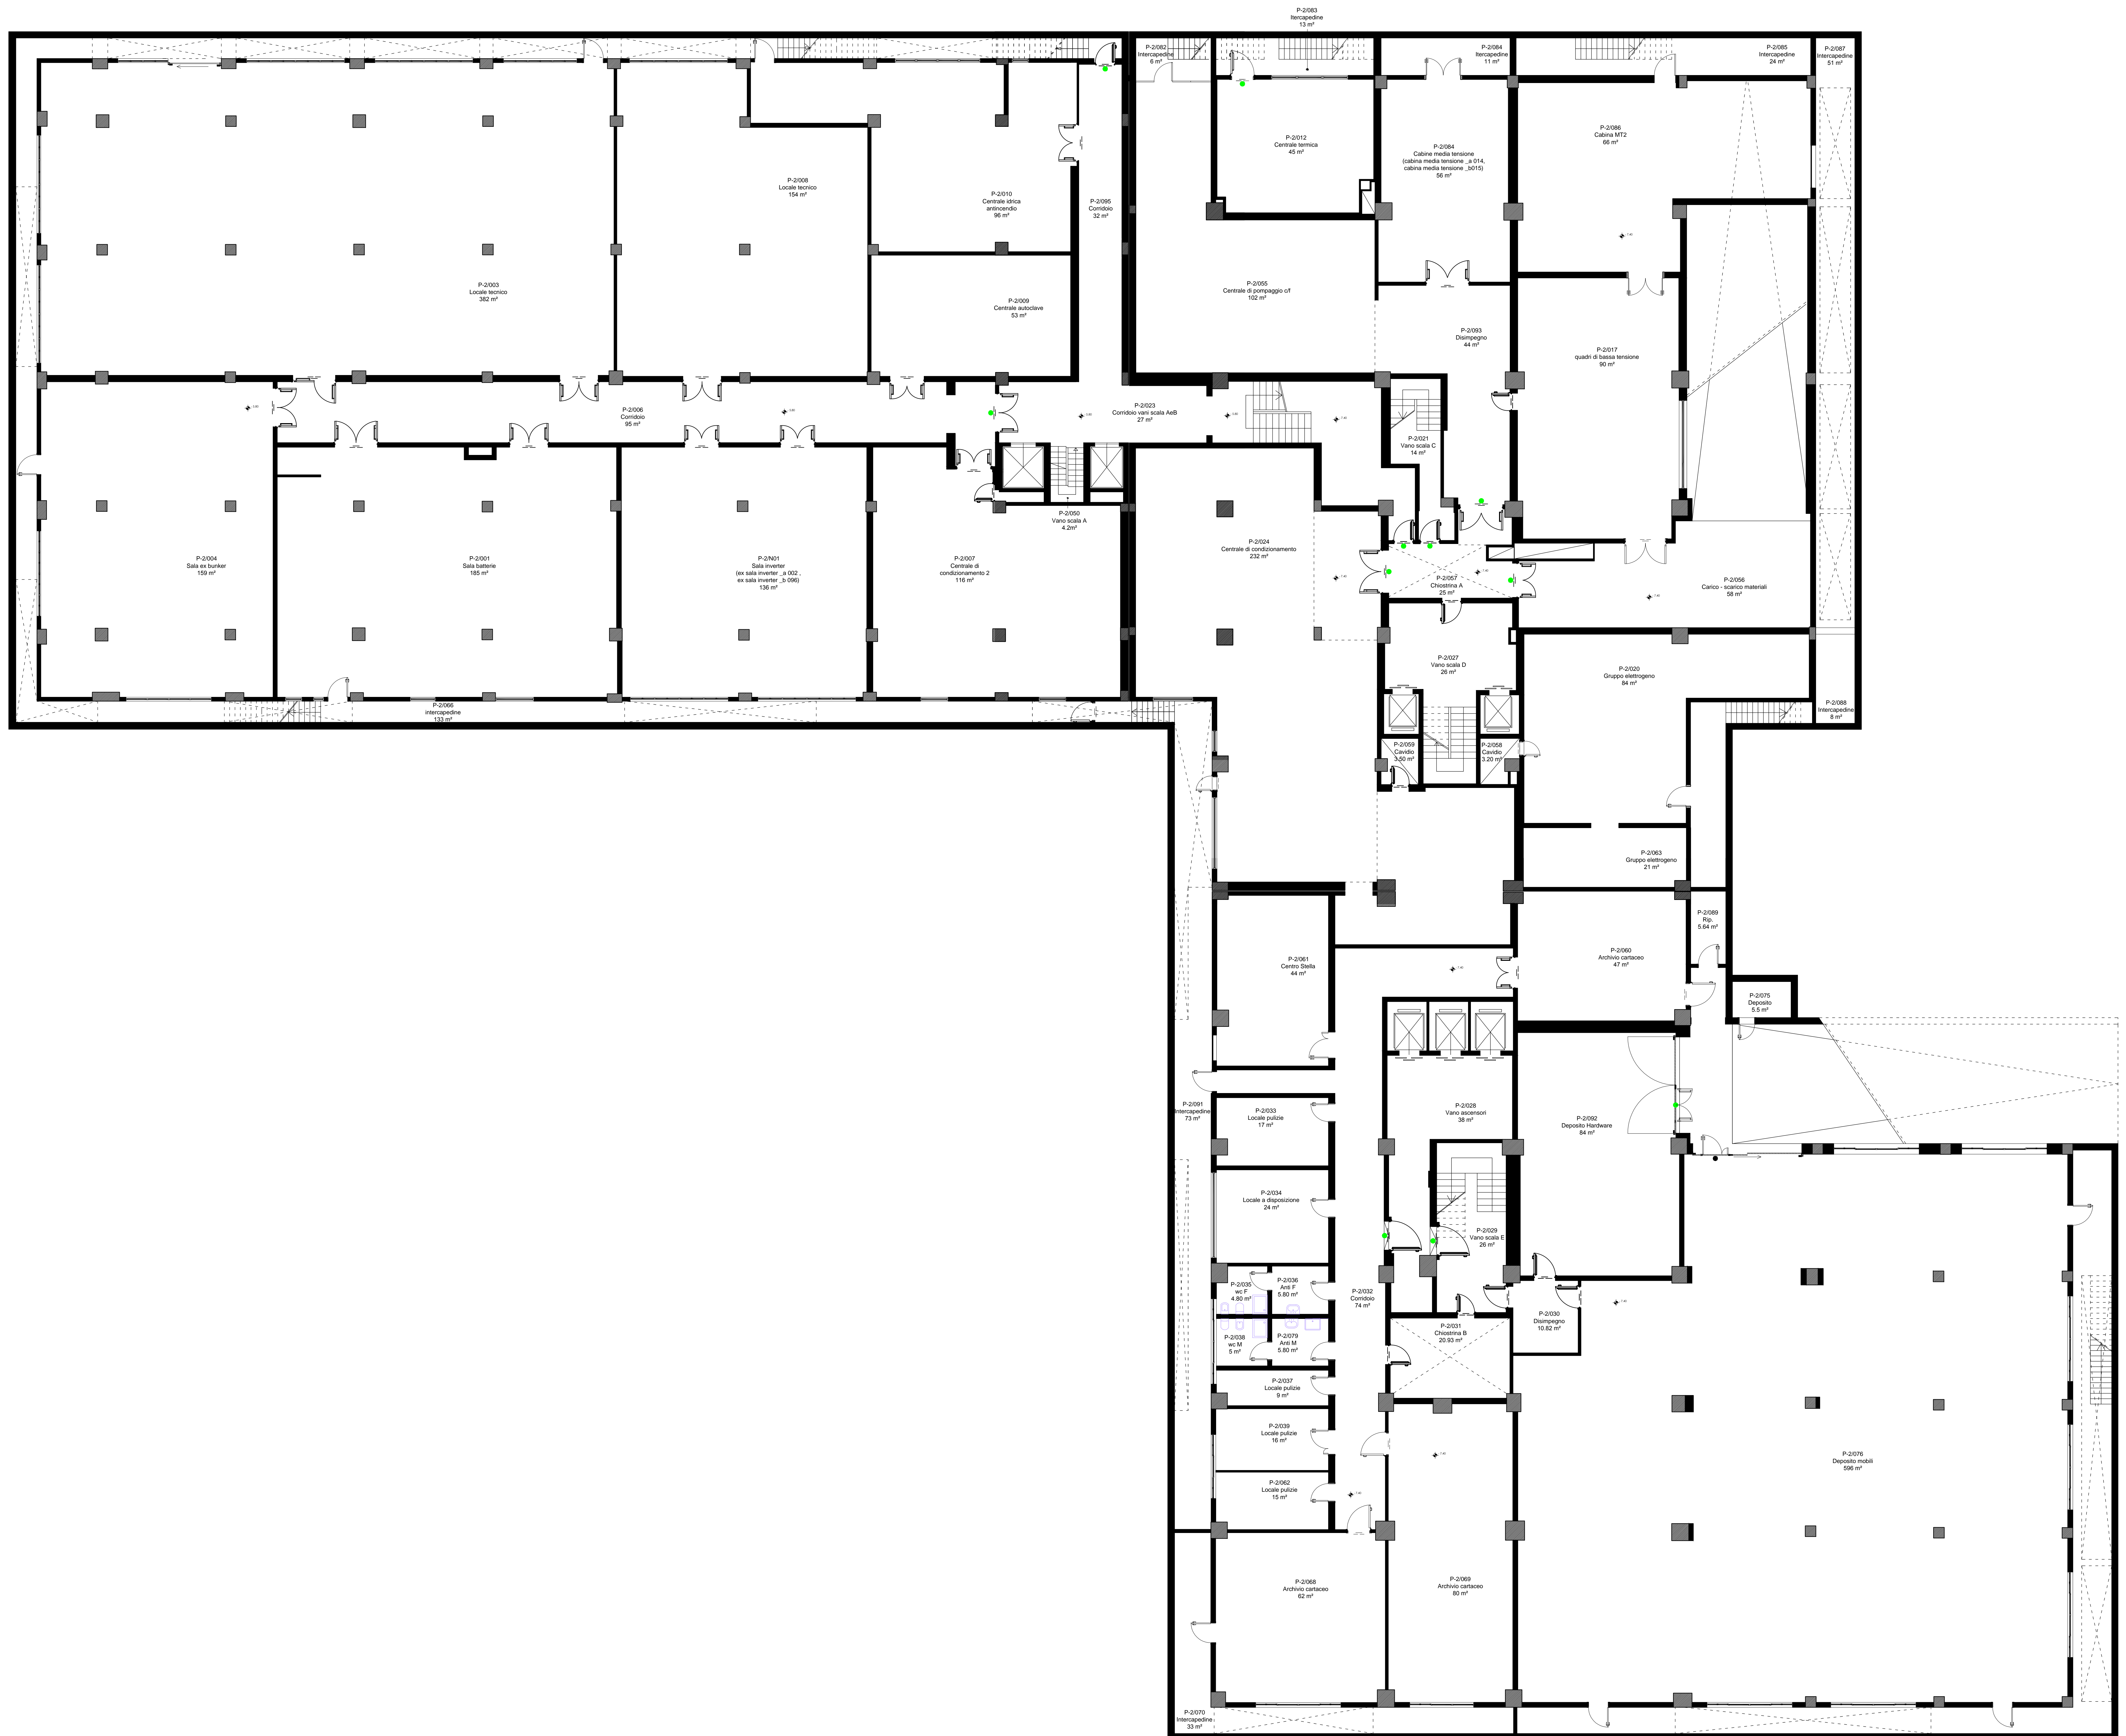 P-2/083
Itercapedine
13 m²
P-2/082
Intercapedine
6 m²
P-2/084
Itercapedine
11 m²
P-2/085
Intercapedine
24 m²
P-2/087
Intercapedine
51 m²
P-2/086
Cabina MT2
66 m²
P-2/012
Centrale termica
45 m²
P-2/084
Cabine media tensione
(cabina media tensione _a 014,
cabina media tensione _b015)
56 m²
P-2/008
Locale tecnico
154 m²
P-2/010
Centrale idrica
antincendio
96 m²
P-2/095
Corridoio
32 m²
P-2/003
Locale tecnico
382 m²
P-2/009
Centrale autoclave
53 m²
P-2/055
Centrale di pompaggio c/f
102 m²
P-2/093
Disimpegno
44 m²
P-2/017
quadri di bassa tensione
90 m²
P-2/006
Corridoio
95 m²
P-2/023
Corridoio vani scala AeB
27 m²
P-2/021
Vano scala C
14 m²
P-2/050
Vano scala A
4.2m²
P-2/004
Sala ex bunker
159 m²
P-2/001
Sala batterie
185 m²
P-2/N01
Sala inverter
(ex sala inverter _a 002 ,
ex sala inverter _b 096)
136 m²
P-2/007
Centrale di
condizionamento 2
116 m²
P-2/024
Centrale di condizionamento
232 m²
P-2/057
Chiostrina A
25 m²
P-2/056
Carico - scarico materiali
58 m²
P-2/027
Vano scala D
26 m²
P-2/020
Gruppo elettrogeno
84 m²
P-2/066
intercapedine
133 m²
P-2/088
Intercapedine
8 m²
P-2/059
Cavidio
3.50 m²
P-2/058
Cavidio
3.20 m²
P-2/063
Gruppo elettrogeno
21 m²
P-2/089
Rip.
5.64 m²
P-2/061
Centro Stella
44 m²
P-2/060
Archivio cartaceo
47 m²
P-2/075
Deposito
5.5 m²
P-2/091
Intercapedine
73 m²
P-2/033
Locale pulizie
17 m²
P-2/028
Vano ascensori
38 m²
P-2/092
Deposito Hardware
84 m²
P-2/034
Locale a disposizione
24 m²
P-2/029
Vano scala E
26 m²
P-2/035
wc F
4.80 m²
P-2/036
Anti F
5.80 m²
P-2/032
Corridoio
74 m²
P-2/030
Disimpegno
10.82 m²
P-2/031
Chiostrina B
20.93 m²
P-2/038
wc M
5 m²
P-2/079
Anti M
5.80 m²
P-2/037
Locale pulizie
9 m²
P-2/039
Locale pulizie
16 m²
P-2/062
Locale pulizie
15 m²
P-2/076
Deposito mobili
596 m²
P-2/068
Archivio cartaceo
62 m²
P-2/069
Archivio cartaceo
80 m²
P-2/070
Intercapedine
33 m²